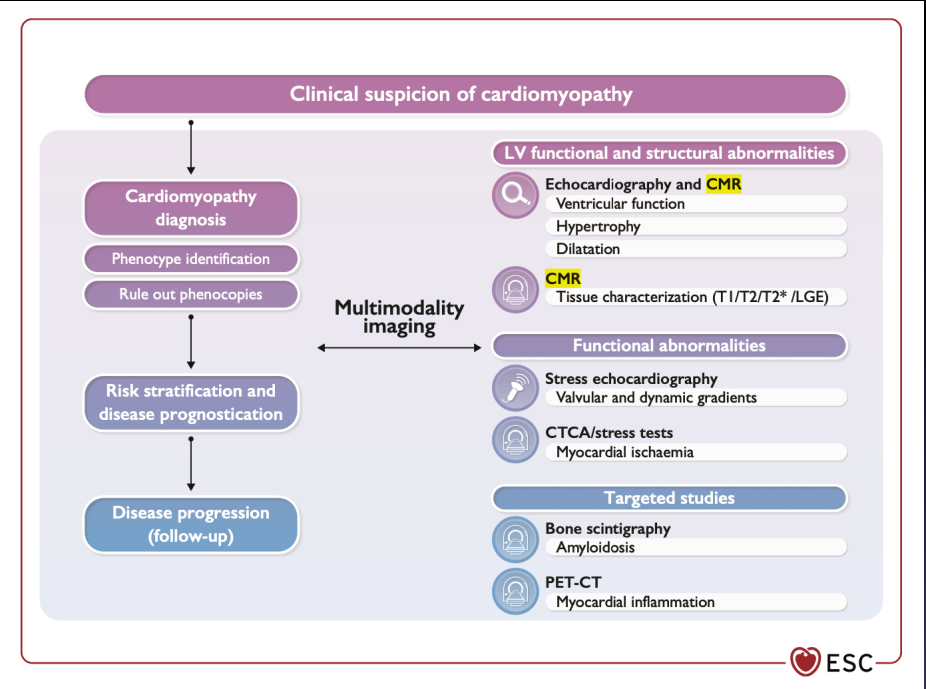 Clinical suspicion of cardiomyopathy
Cardiomyopathy
diagnosis
Phenotype identification
Rule out phenocopies
Risk stratification and
disease prognostication
Disease progression
(follow-up)
Multimodality
imaging
LV functional and structural abnormalities
Echocardiography and CMR
Ventricular function
Hypertrophy
Dilatation
CMR
Tissue characterization (T1/T2/T2* /LGE)
Functional abnormalities
Stress echocardiography
Valvular and dynamic gradients
CTCA/stress tests
Myocardial ischaemia
Targeted studies
Bone scintigraphy
Amyloidosis
PET-CT
Myocardial inflammation
ESC